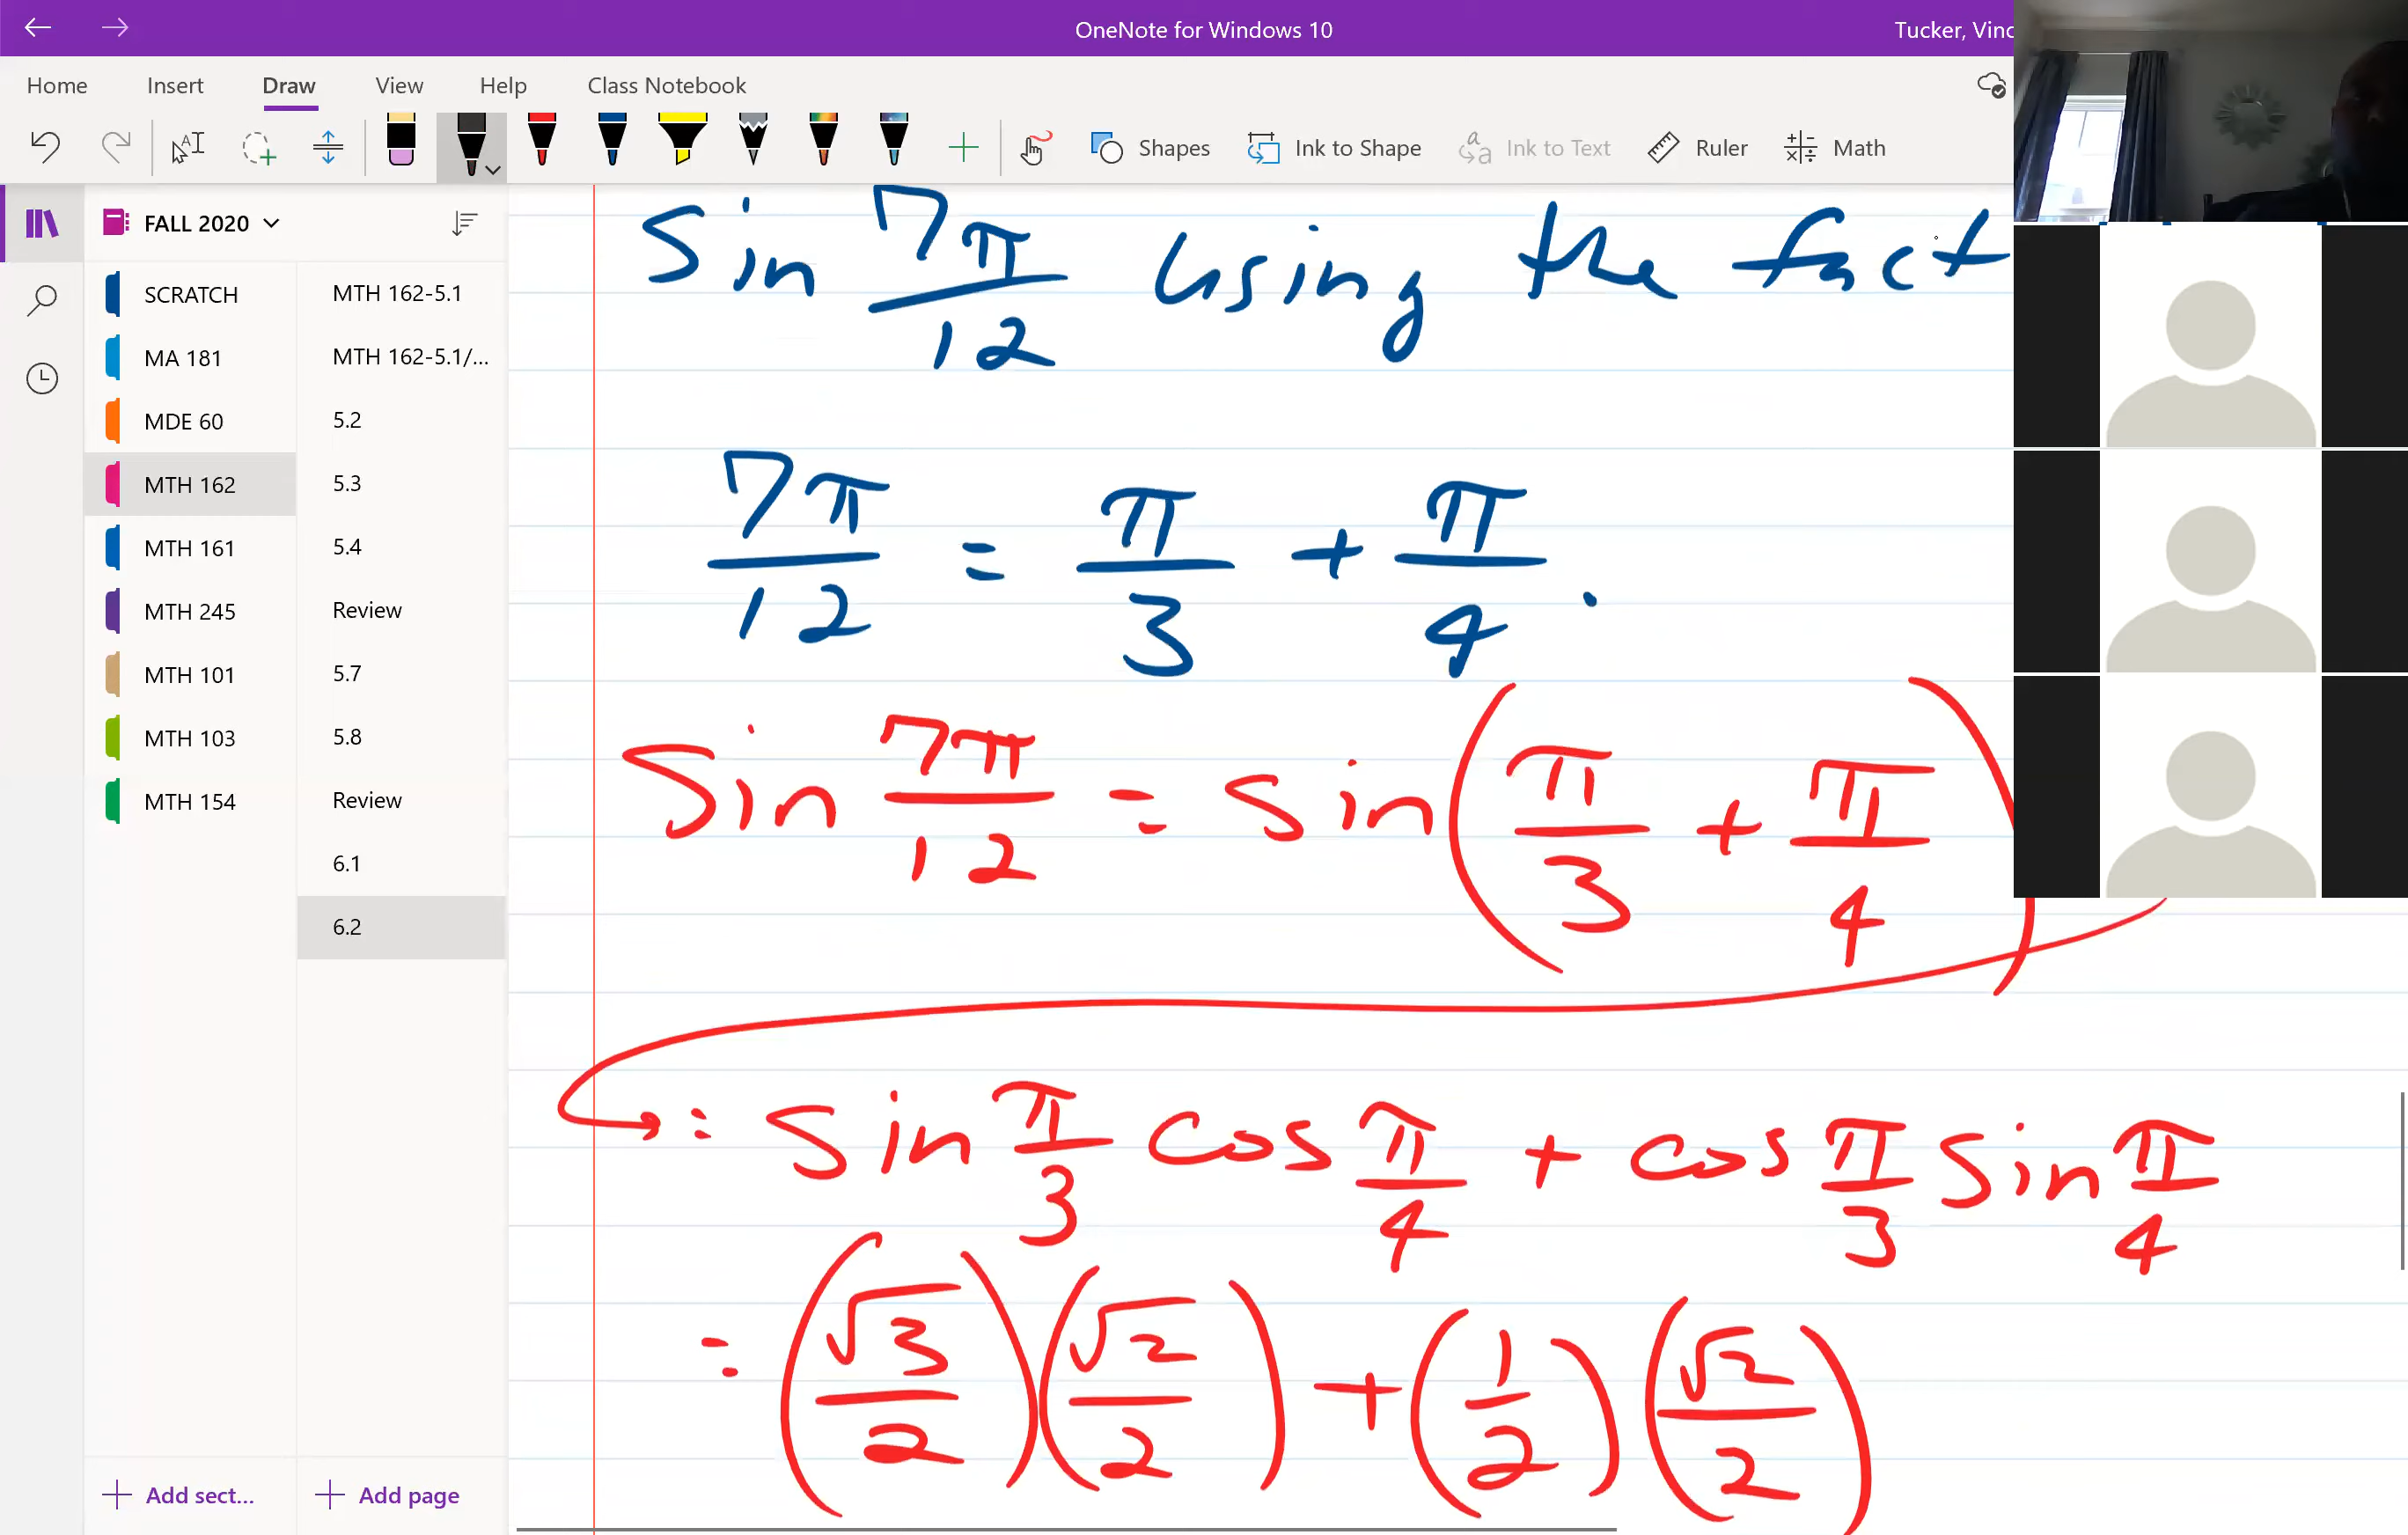 OneNote for Windows 10
Tucker, Vinc
Home Insert Draw View Help Class Notebook
Shapes Ink to Shape Ink to Text Ruler Math
FALL 2020
SCRATCH
MA 181
MDE 60
MTH 162
MTH 161
MTH 245
MTH 101
MTH 103
MTH 154
Add sect...
MTH 162-5.1
MTH 162-5.1/...
5.2
5.3
5.4
Review
5.7
5.8
Review
6.1
6.2
Add page
Sin 7π/12 using the fact
7π/12 = π/3 + π/4 .
Sin 7π/12 = Sin(π/3 + π/4)
= Sin π/3 cos π/4 + cos π/3 Sin π/4
= (√3/2)(√2/2) + (1/2)(√2/2)